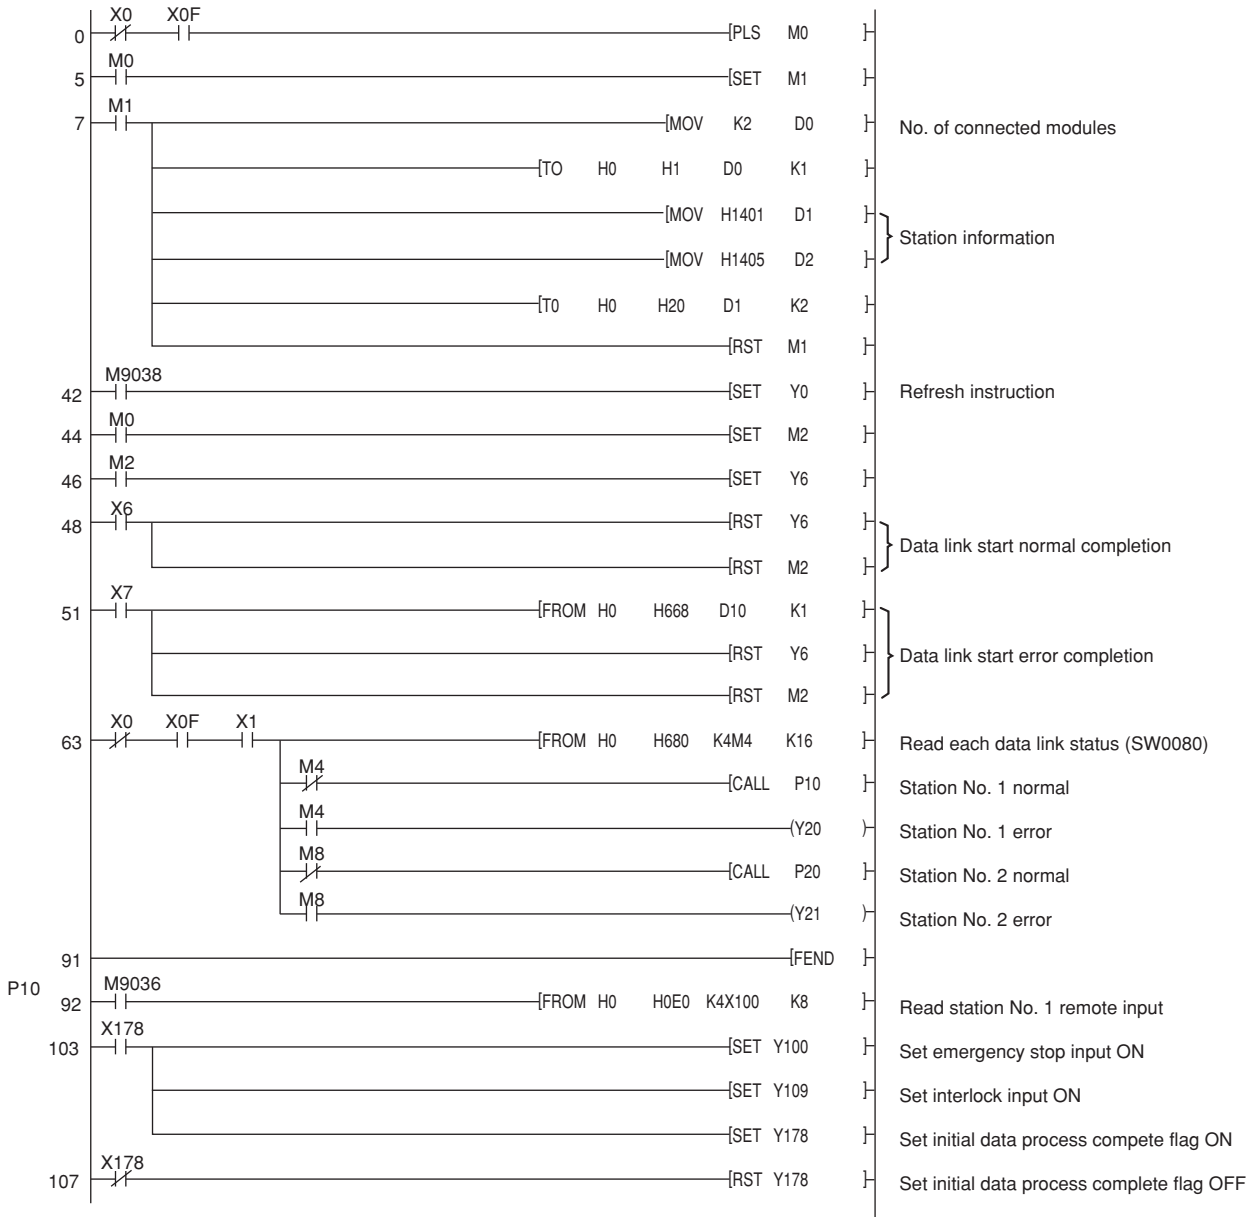 X0 X0F
0 [PLS M0 ]
M0
5 [SET M1 ]
M1
7 [MOV K2 D0 ] No. of connected modules
[TO H0 H1 D0 K1 ]
[MOV H1401 D1 ]
Station information
[MOV H1405 D2 ]
[T0 H0 H20 D1 K2 ]
[RST M1 ]
M9038
42 [SET Y0 ] Refresh instruction
M0
44 [SET M2 ]
M2
46 [SET Y6 ]
X6
48 [RST Y6 ]
Data link start normal completion
[RST M2 ]
X7
51 [FROM H0 H668 D10 K1 ]
[RST Y6 ] Data link start error completion
[RST M2 ]
X0 X0F X1
63 [FROM H0 H680 K4M4 K16 ] Read each data link status (SW0080)
M4
[CALL P10 ] Station No. 1 normal
M4
(Y20 ) Station No. 1 error
M8
[CALL P20 ] Station No. 2 normal
M8
(Y21 ) Station No. 2 error
91 [FEND ]
P10 M9036
92 [FROM H0 H0E0 K4X100 K8 ] Read station No. 1 remote input
X178
103 [SET Y100 ] Set emergency stop input ON
[SET Y109 ] Set interlock input ON
[SET Y178 ] Set initial data process compete flag ON
X178
107 [RST Y178 ] Set initial data process complete flag OFF